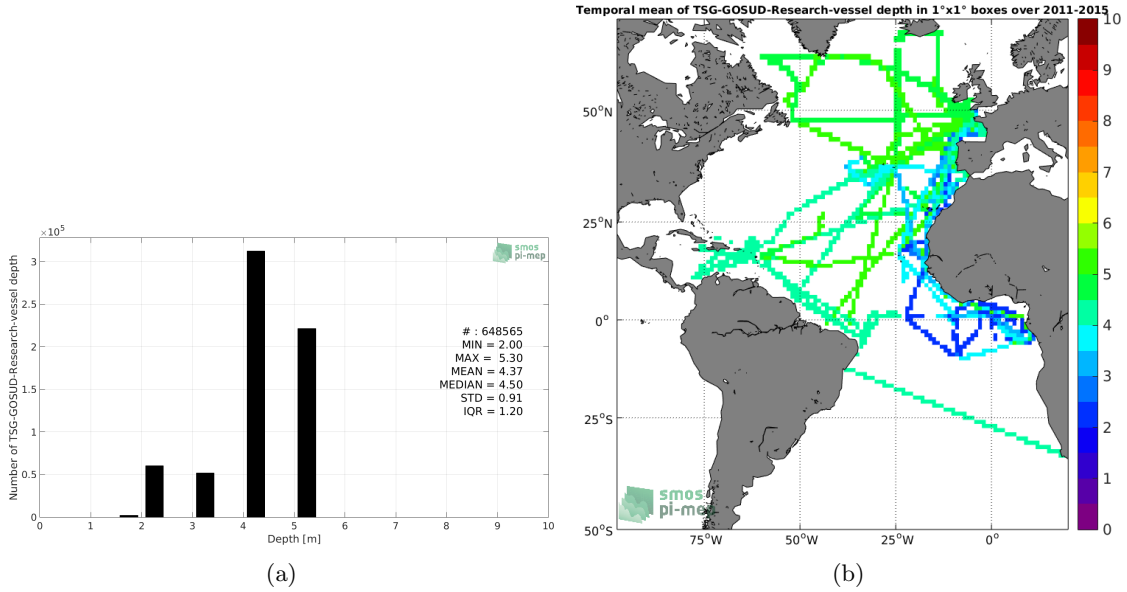 Temporal mean of TSG-GOSUD-Research-vessel depth in 1°x1° boxes over 2011-2015
×10⁵
3
2.5
2
1.5
1
0.5
0
Number of TSG-GOSUD-Research-vessel depth
smos
pi-mep
# : 648565
MIN = 2.00
MAX = 5.30
MEAN = 4.37
MEDIAN = 4.50
STD = 0.91
IQR = 1.20
0 1 2 3 4 5 6 7 8 9 10
Depth [m]
(a)
50°N
25°N
0°
25°S
50°S
75°W 50°W 25°W 0°
smos
pi-mep
10
9
8
7
6
5
4
3
2
1
0
(b)